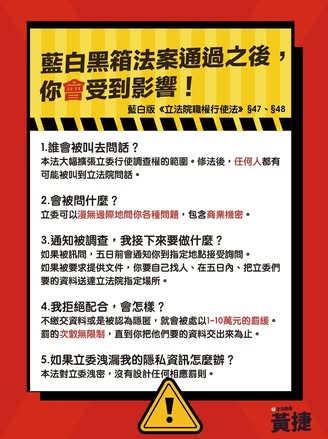 藍白黑箱法案通過之後，
你會受到影響！
藍白版《立法院職權行使法》§47、§48
1.誰會被叫去問話？
本法大幅擴張立委行使調查權的範圍。修法後，任何人都有
可能被叫到立法院問話。
2.會被問什麼？
立委可以漫無邊際地問你各種問題，包含商業機密。
3.通知被調查，我接下來要做什麼？
如果被訊問，五日前會通知你到指定地點接受詢問。
如果被要求提供文件，你要自己找人、在五日內、把立委們
要的資料送達立法院指定場所。
4.我拒絕配合，會怎樣？
不繳交資料或是被認為隱匿，就會被處以1~10萬元的罰鍰。
罰的次數無限制，直到你把他們要的資料交出來為止。
5.如果立委洩漏我的隱私資訊怎麼辦？
本法對立委洩密，沒有設計任何相應罰則。
黃捷